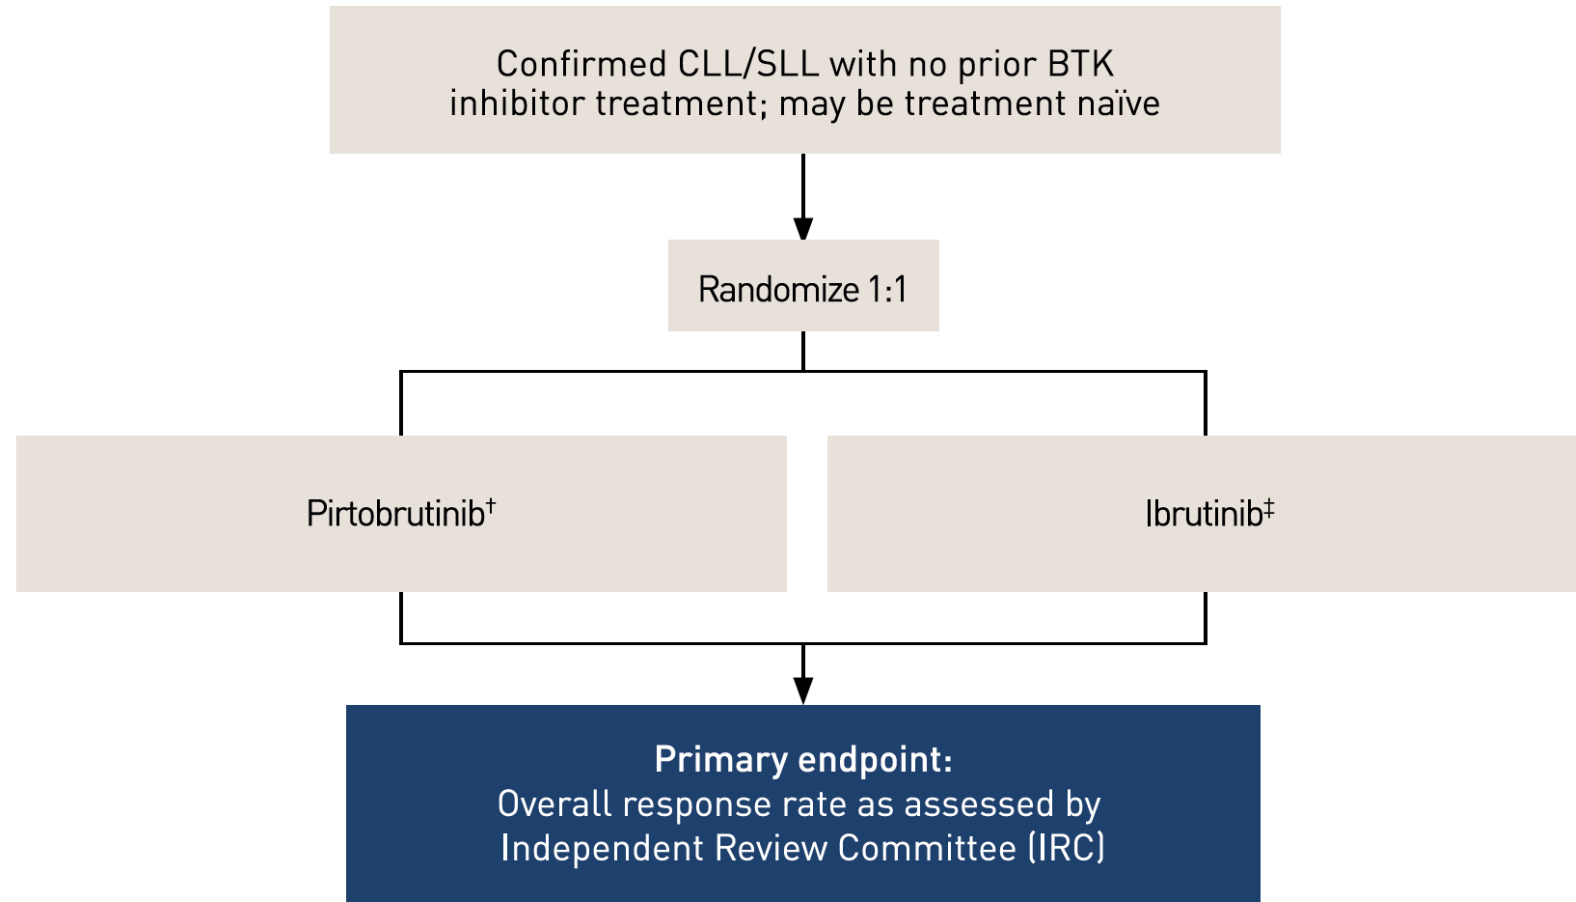 Confirmed CLL/SLL with no prior BTK
inhibitor treatment; may be treatment naïve
Randomize 1:1
Pirtobrutinib†
Ibrutinib‡
Primary endpoint:
Overall response rate as assessed by
Independent Review Committee (IRC)